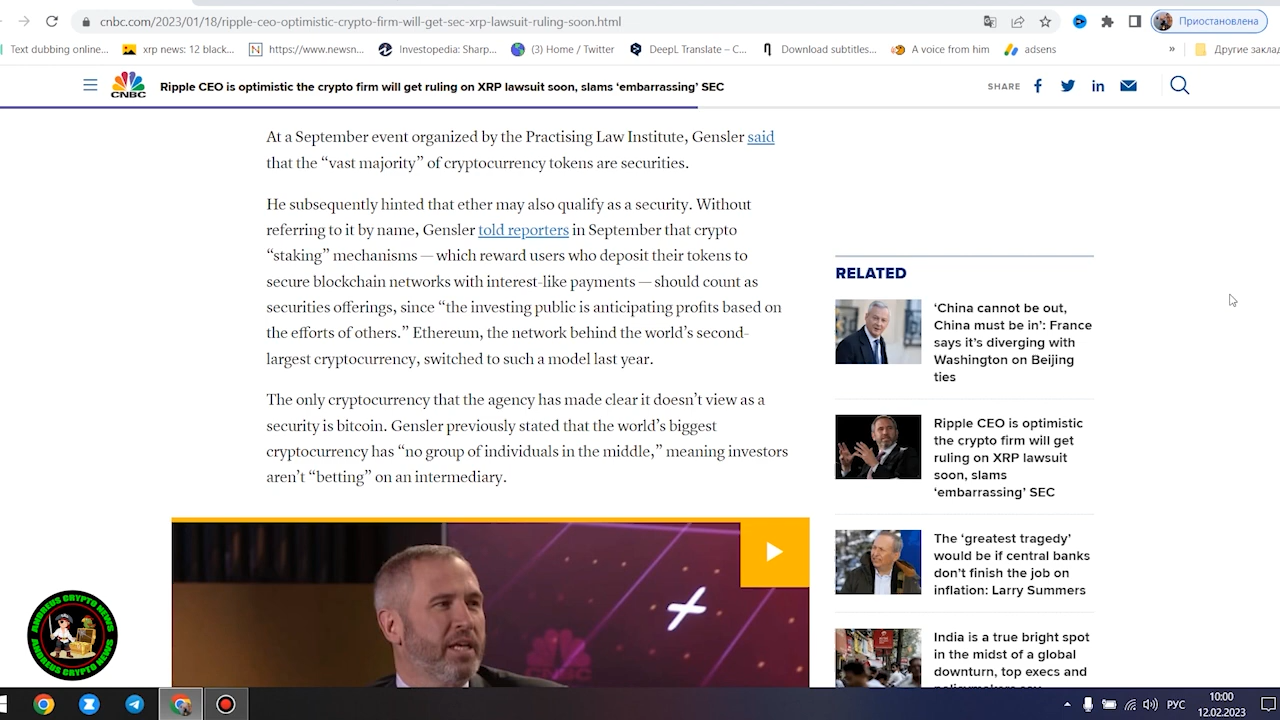 cnbc.com/2023/01/18/ripple-ceo-optimistic-crypto-firm-will-get-sec-xrp-lawsuit-ruling-soon.html
Приостановлена
Text dubbing online...
xrp news: 12 black...
https://www.newsn...
Investopedia: Sharp...
(3) Home / Twitter
DeepL Translate – C...
Download subtitles...
A voice from him
adsens
»
Другие закла
CNBC
Ripple CEO is optimistic the crypto firm will get ruling on XRP lawsuit soon, slams ‘embarrassing’ SEC
SHARE
At a September event organized by the Practising Law Institute, Gensler said
that the “vast majority” of cryptocurrency tokens are securities.
He subsequently hinted that ether may also qualify as a security. Without
referring to it by name, Gensler told reporters in September that crypto
“staking” mechanisms — which reward users who deposit their tokens to
secure blockchain networks with interest-like payments — should count as
securities offerings, since “the investing public is anticipating profits based on
the efforts of others.” Ethereum, the network behind the world’s second-
largest cryptocurrency, switched to such a model last year.
The only cryptocurrency that the agency has made clear it doesn’t view as a
security is bitcoin. Gensler previously stated that the world’s biggest
cryptocurrency has “no group of individuals in the middle,” meaning investors
aren’t “betting” on an intermediary.
RELATED
‘China cannot be out,
China must be in’: France
says it’s diverging with
Washington on Beijing
ties
Ripple CEO is optimistic
the crypto firm will get
ruling on XRP lawsuit
soon, slams
‘embarrassing’ SEC
The ‘greatest tragedy’
would be if central banks
don’t finish the job on
inflation: Larry Summers
India is a true bright spot
in the midst of a global
downturn, top execs and
ANDREUS CRYPTO NEWS
ANDREUS CRYPTO NEWS
РУС
10:00
12.02.2023